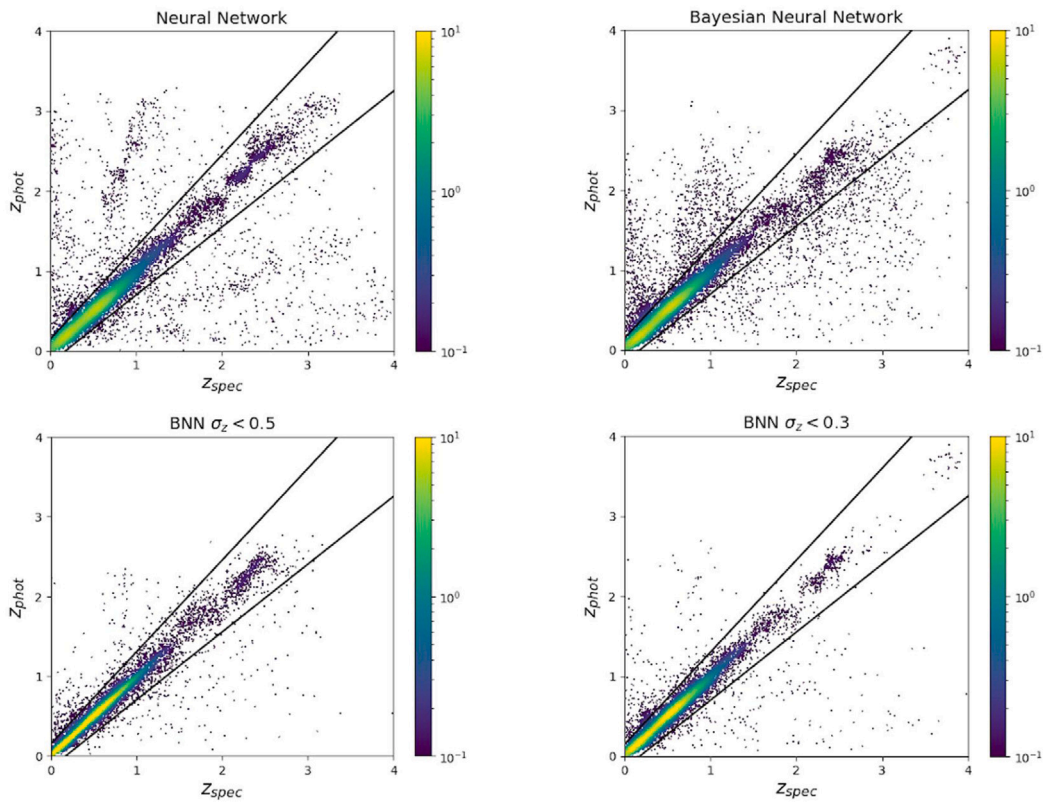 Neural Network
4
3
2
1
0
z_phot
0 1 2 3 4
z_spec
10^1
10^0
10^-1
Bayesian Neural Network
4
3
2
1
0
z_phot
0 1 2 3 4
z_spec
10^1
10^0
10^-1
BNN σ_z < 0.5
4
3
2
1
0
z_phot
0 1 2 3 4
z_spec
10^1
10^0
10^-1
BNN σ_z < 0.3
4
3
2
1
0
z_phot
0 1 2 3 4
z_spec
10^1
10^0
10^-1